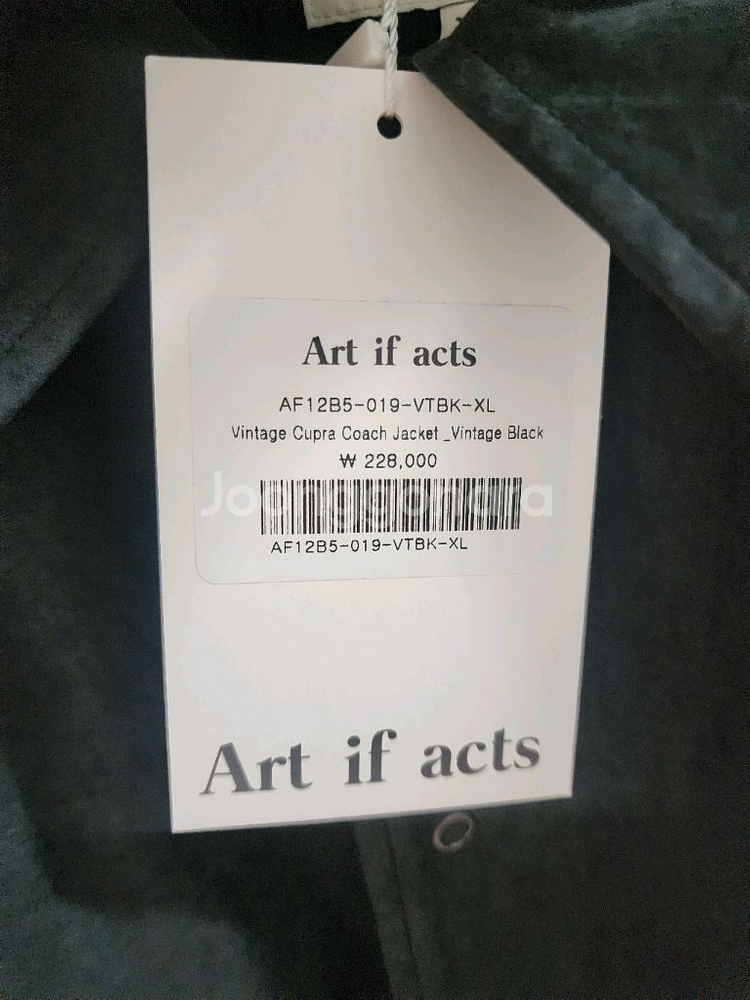 Art if acts
AF12B5-019-VTBK-XL
Vintage Cupra Coach Jacket _Vintage Black
₩ 228,000
Joonggonara
AF12B5-019-VTBK-XL
Art if acts